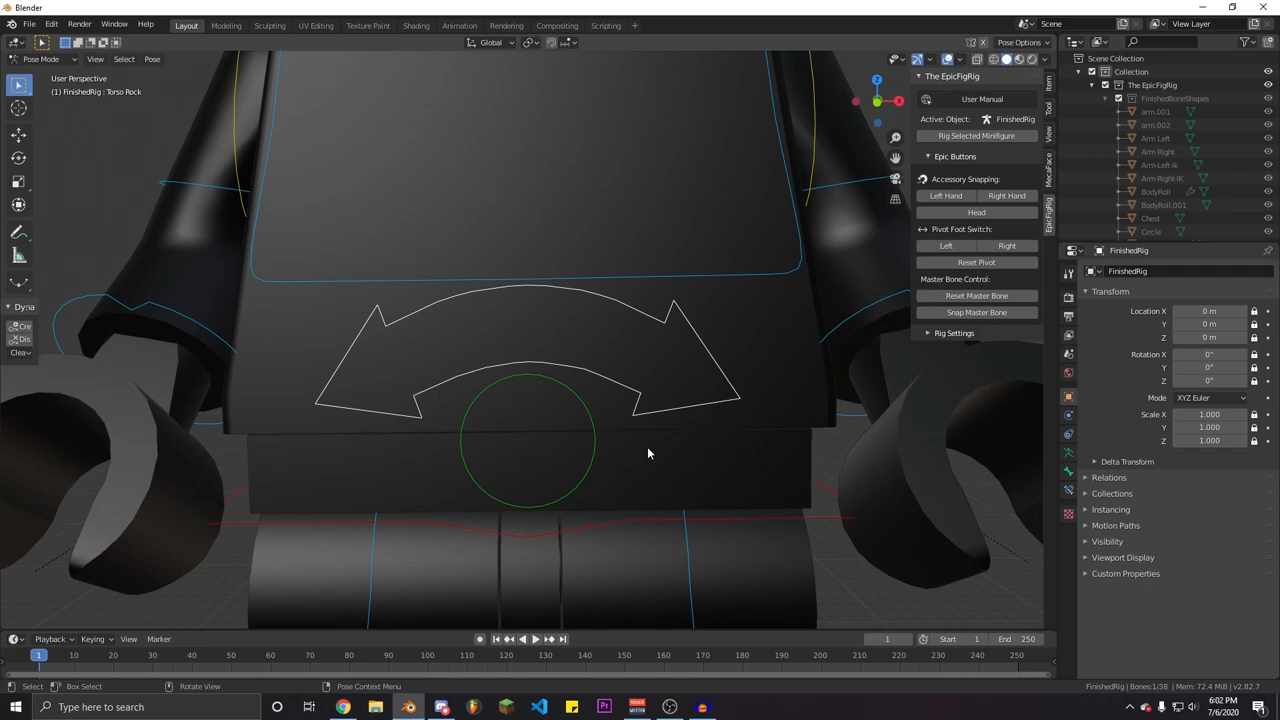 Blender
File Edit Render Window Help Layout Modeling Sculpting UV Editing Texture Paint Shading Animation Rendering Compositing Scripting + Scene View Layer
Global Pose Options
Pose Mode View Select Pose
User Perspective
(1) FinishedRig : Torso Rock
Z
X
Dyna
Cre
Dis
Clea
The EpicFigRig
User Manual
Active: Object: FinishedRig
Rig Selected Minifigure
Epic Buttons
Accessory Snapping:
Left Hand Right Hand
Head
Pivot Foot Switch:
Left Right
Reset Pivot
Master Bone Control:
Reset Master Bone
Snap Master Bone
Rig Settings
Item
Tool
View
MecaFace
EpicFigRig
Scene Collection
Collection
The EpicFigRig
FinishedBoneShapes
arm.001
arm.002
Arm Left
Arm Right
Arm-Left-Ik
Arm-Right-IK
BodyRoll
BodyRoll.001
Chest
Circle
FinishedRig
FinishedRig
Transform
Location X 0 m
Y 0 m
Z 0 m
Rotation X 0°
Y 0°
Z 0°
Mode XYZ Euler
Scale X 1.000
Y 1.000
Z 1.000
Delta Transform
Relations
Collections
Instancing
Motion Paths
Visibility
Viewport Display
Custom Properties
Playback Keying View Marker 1 Start 1 End 250
1 10 20 30 40 50 60 70 80 90 100 110 120 130 140 150 160 170 180 190 200 210 220 230 240 250
Select Box Select Rotate View Pose Context Menu FinishedRig | Bones:1/38 | Mem: 72.4 MiB | v2.82.7
Type here to search
Pr
6:02 PM
7/6/2020